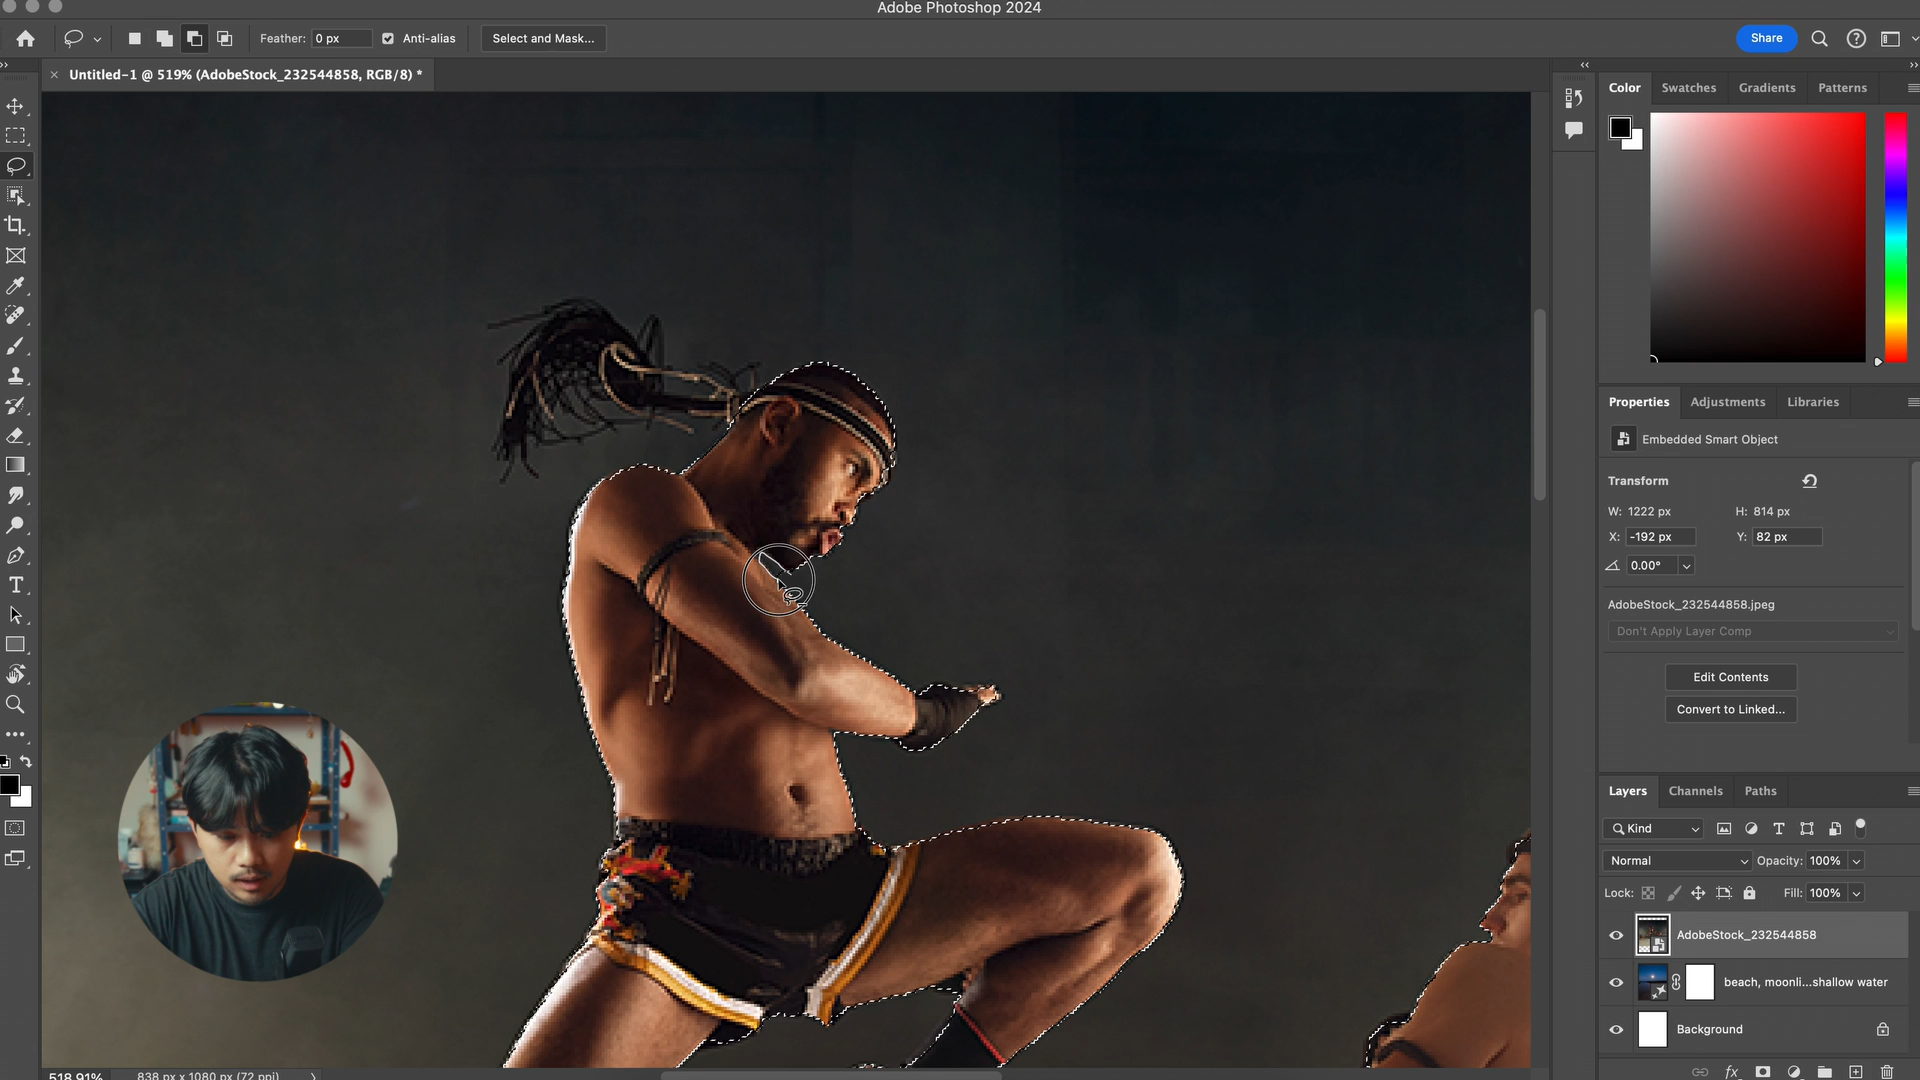 Adobe Photoshop 2024
Feather: 0 px
Anti-alias
Select and Mask...
Share
Untitled-1 @ 519% (AdobeStock_232544858, RGB/8) *
Color
Swatches
Gradients
Patterns
Properties
Adjustments
Libraries
Embedded Smart Object
Transform
W: 1222 px
H: 814 px
X: -192 px
Y: 82 px
0.00°
AdobeStock_232544858.jpeg
Don't Apply Layer Comp
Edit Contents
Convert to Linked...
Layers
Channels
Paths
Kind
Normal
Opacity: 100%
Lock:
Fill: 100%
AdobeStock_232544858
beach, moonli...shallow water
Background
518.91%
838 px x 1080 px (72 ppi)